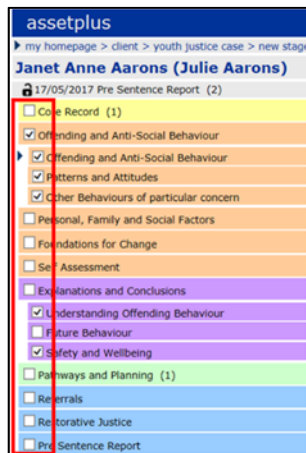 assetplus
my homepage > client > youth justice case > new stage
Janet Anne Aarons (Julie Aarons)
17/05/2017 Pre Sentence Report (2)
Core Record (1)
Offending and Anti-Social Behaviour
Offending and Anti-Social Behaviour
Patterns and Attitudes
Other Behaviours of particular concern
Personal, Family and Social Factors
Foundations for Change
Self Assessment
Explanations and Conclusions
Understanding Offending Behaviour
Future Behaviour
Safety and Wellbeing
Pathways and Planning (1)
Referrals
Restorative Justice
Pre Sentence Report